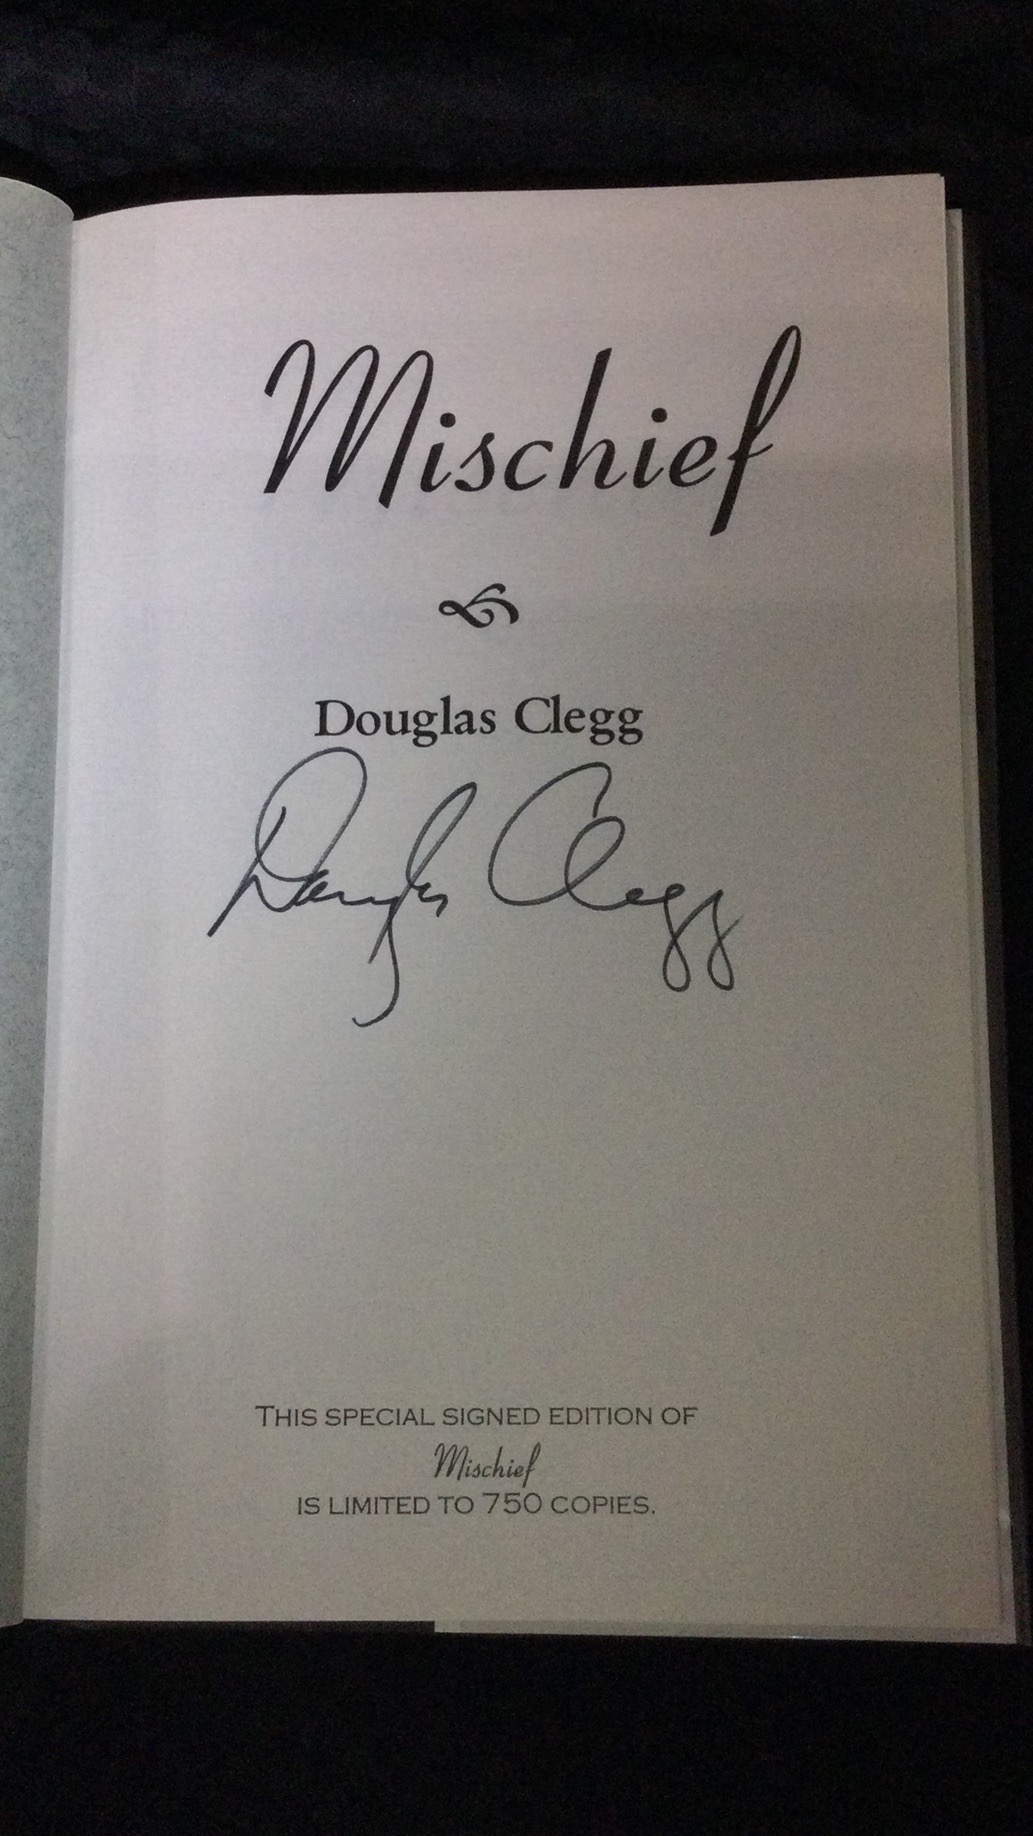 Mischief
Douglas Clegg
Douglas Clegg
THIS SPECIAL SIGNED EDITION OF
Mischief
IS LIMITED TO 750 COPIES.